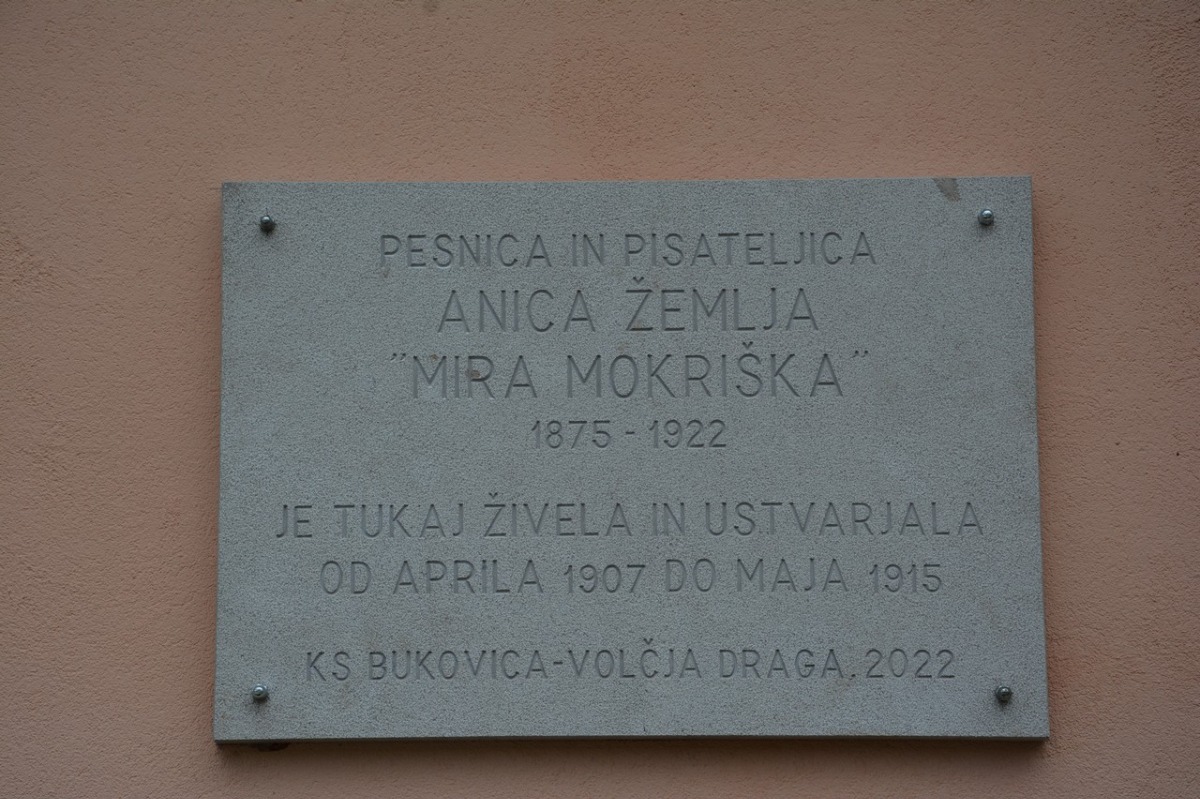 PESNICA IN PISATELJICA
ANICA ŽEMLJA
"MIRA MOKRIŠKA"
1875 - 1922
JE TUKAJ ŽIVELA IN USTVARJALA
OD APRILA 1907 DO MAJA 1915
KS BUKOVICA-VOLČJA DRAGA, 2022